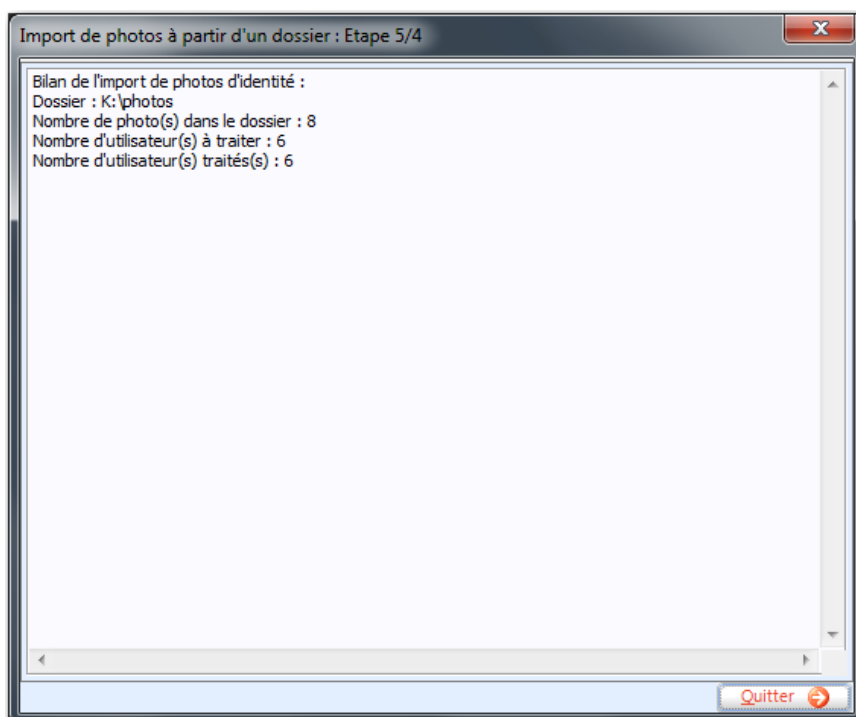 Import de photos à partir d'un dossier : Etape 5/4
Bilan de l'import de photos d'identité :
Dossier : K:\photos
Nombre de photo(s) dans le dossier : 8
Nombre d'utilisateur(s) à traiter : 6
Nombre d'utilisateur(s) traités(s) : 6
Quitter